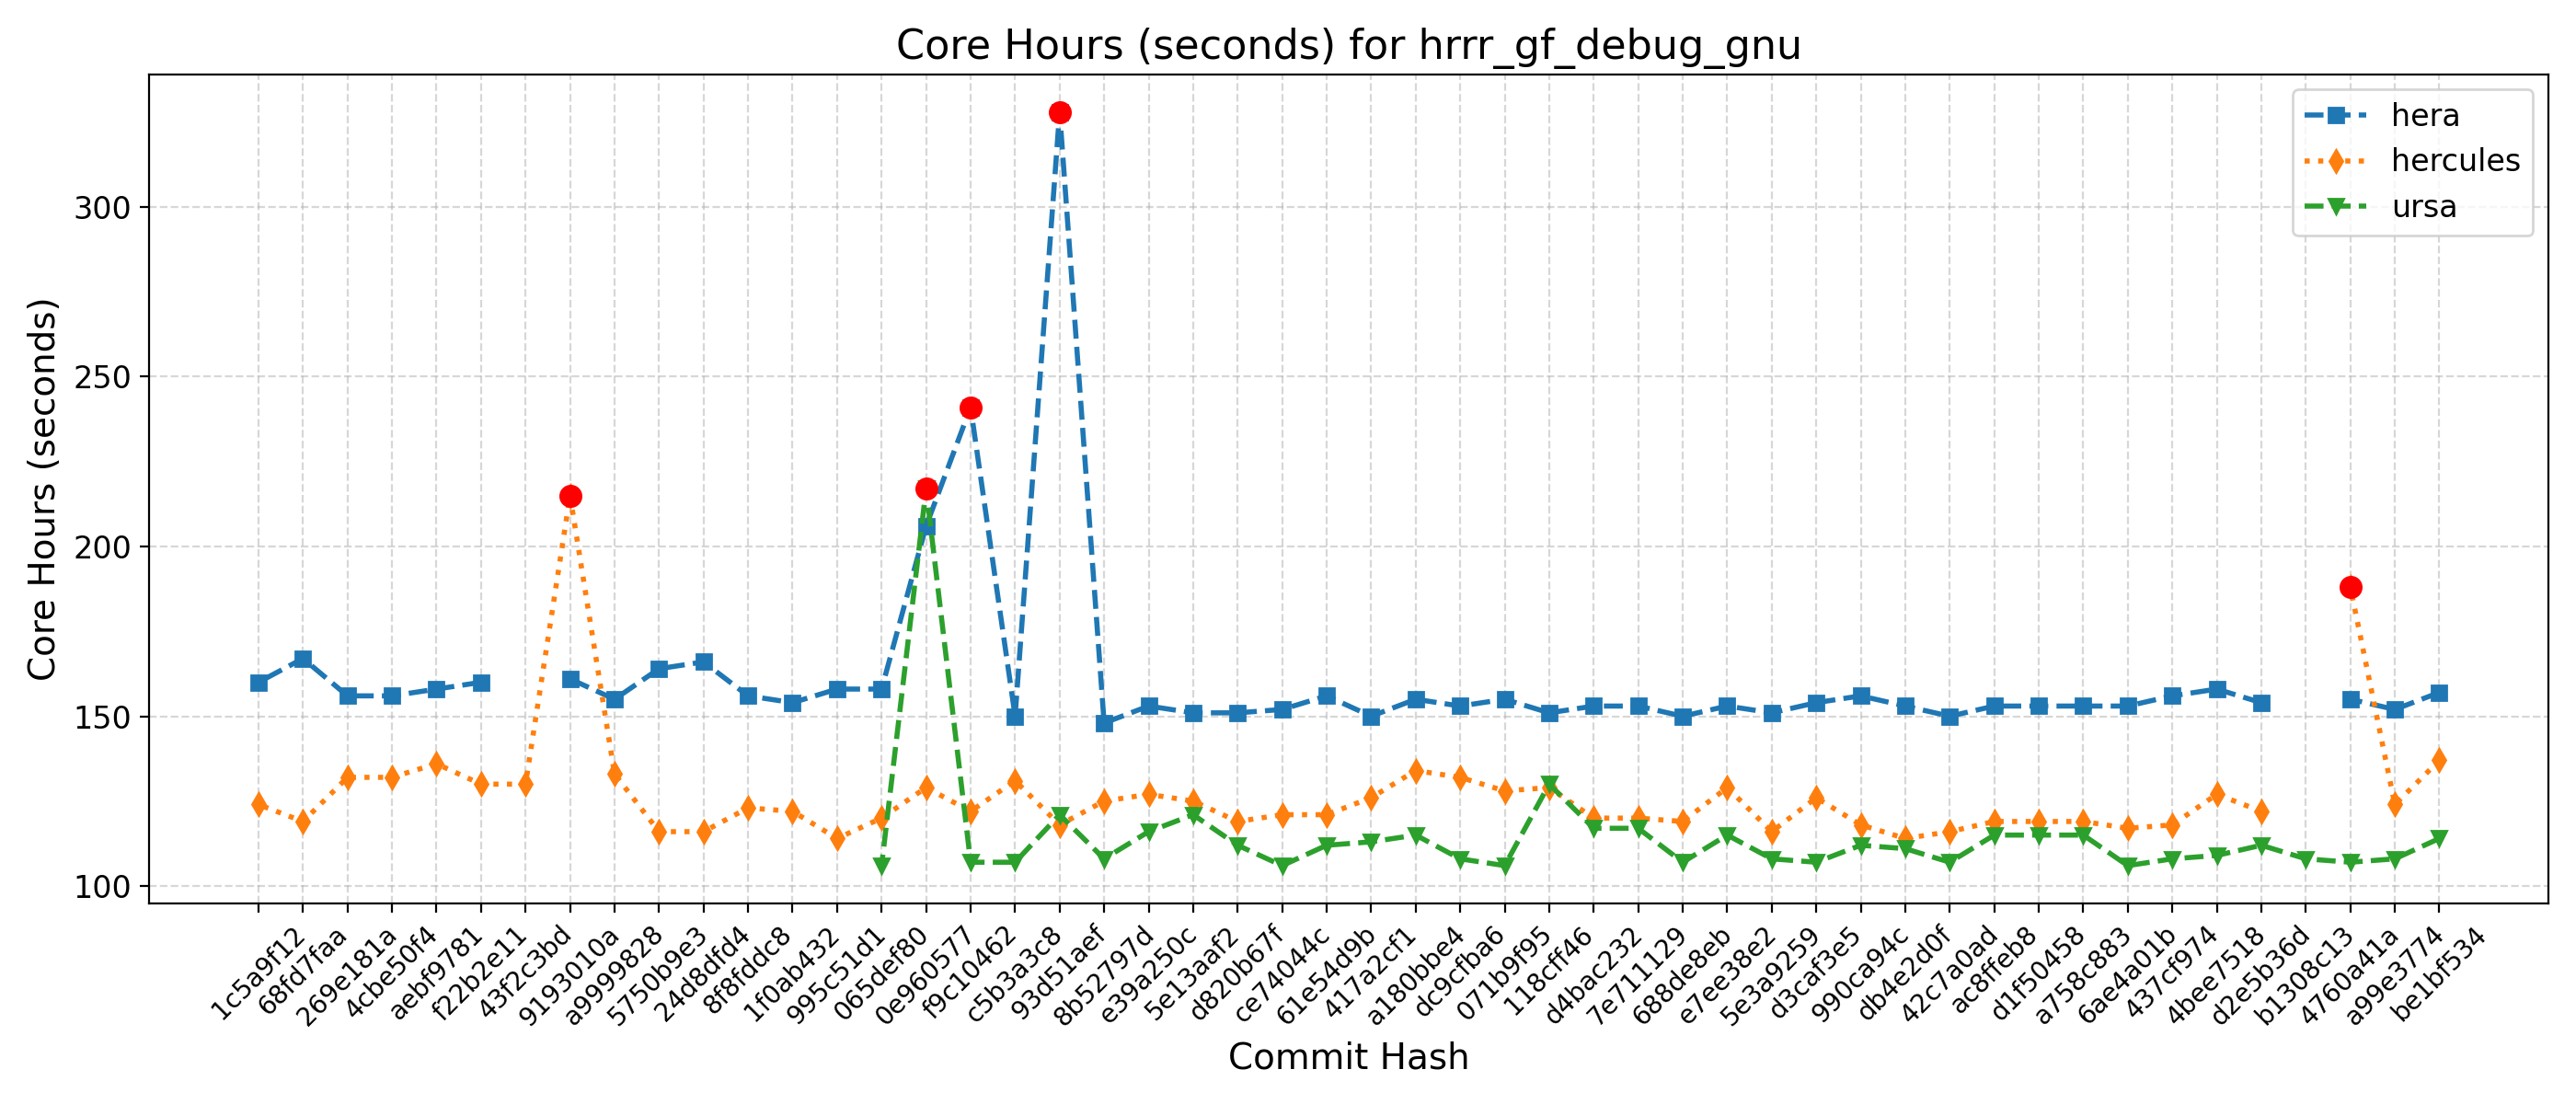 Core Hours (seconds) for hrrr_gf_debug_gnu
hera
hercules
ursa
Core Hours (seconds)
300
250
200
150
100
1c5a9f12
68fd7faa
269e181a
4cbe50f4
aebf9781
f22b2e11
43f2c3bd
9193010a
a9999828
5750b9e3
24d8dfd4
8f8fddc8
1f0ab432
995c51d1
065def80
0e960577
f9c10462
c5b3a3c8
93d51aef
8b52797d
e39a250c
5e13aaf2
d820b67f
ce74044c
61e54d9b
417a2cf1
a180bbe4
dc9cfba6
071b9f95
118cff46
d4bac232
7e711129
688de8eb
e7ee38e2
5e3a9259
d3caf3e5
990ca94c
db4e2d0f
42c7a0ad
ac8ffeb8
d1f50458
a758c883
6ae4a01b
437cf974
4bee7518
d2e5b36d
b1308c13
4760a41a
a99e3774
be1bf534
Commit Hash